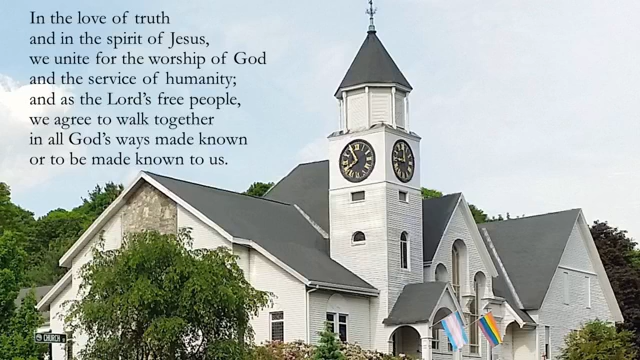 In the love of truth
and in the spirit of Jesus,
we unite for the worship of God
and the service of humanity;
and as the Lord's free people,
we agree to walk together
in all God's ways made known
or to be made known to us.
CHURCH